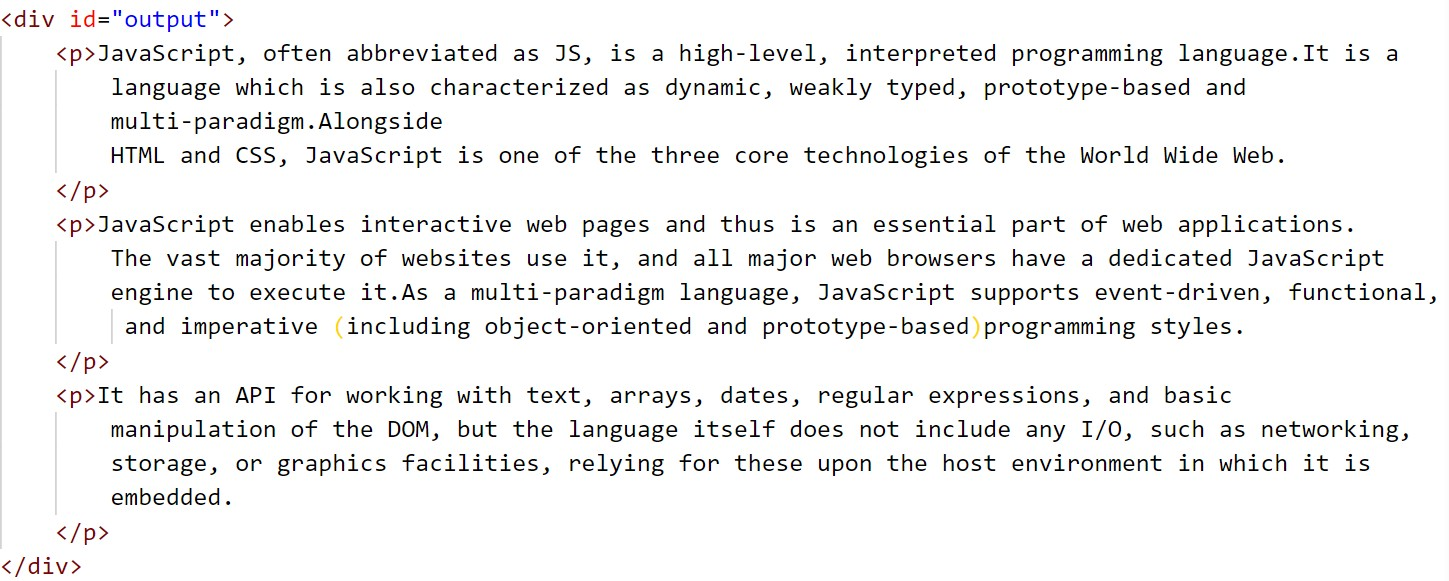 <div id="output">
<p>JavaScript, often abbreviated as JS, is a high-level, interpreted programming language.It is a
language which is also characterized as dynamic, weakly typed, prototype-based and
multi-paradigm.Alongside
HTML and CSS, JavaScript is one of the three core technologies of the World Wide Web.
</p>
<p>JavaScript enables interactive web pages and thus is an essential part of web applications.
The vast majority of websites use it, and all major web browsers have a dedicated JavaScript
engine to execute it.As a multi-paradigm language, JavaScript supports event-driven, functional,
and imperative (including object-oriented and prototype-based)programming styles.
</p>
<p>It has an API for working with text, arrays, dates, regular expressions, and basic
manipulation of the DOM, but the language itself does not include any I/O, such as networking,
storage, or graphics facilities, relying for these upon the host environment in which it is
embedded.
</p>
</div>